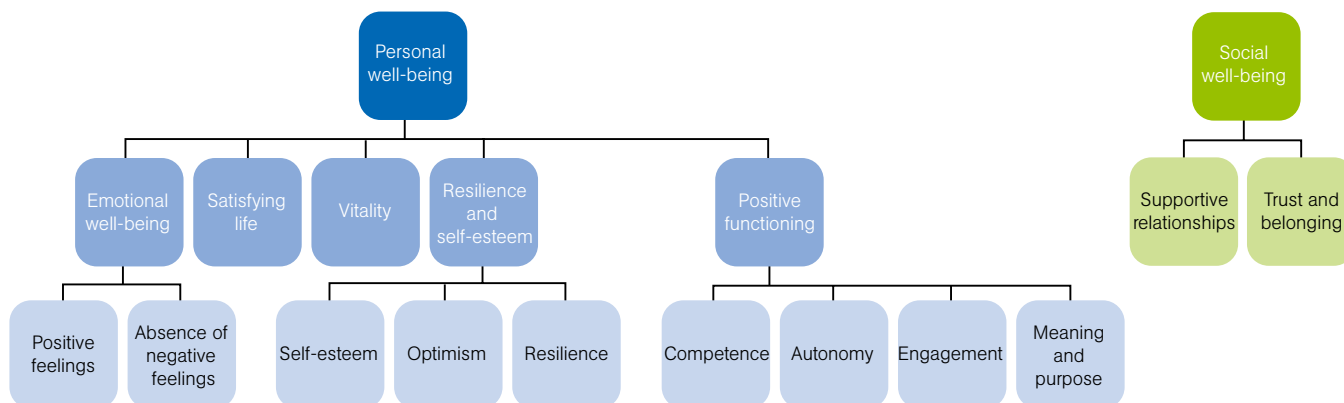 Personal
well-being
Social
well-being
Emotional
well-being
Satisfying
life
Vitality
Resilience
and
self-esteem
Positive
functioning
Supportive
relationships
Trust and
belonging
Positive
feelings
Absence of
negative
feelings
Self-esteem
Optimism
Resilience
Competence
Autonomy
Engagement
Meaning
and
purpose